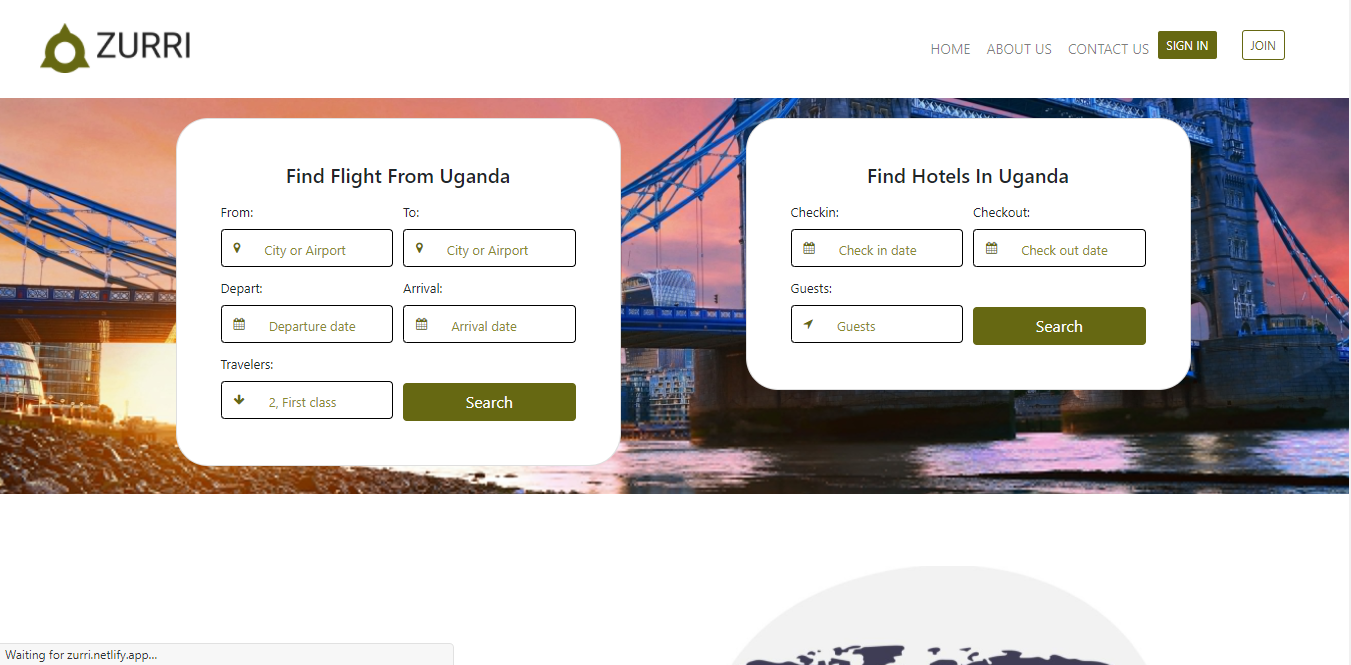 ZURRI
HOME ABOUT US CONTACT US SIGN IN JOIN
Find Flight From Uganda
From: To:
City or Airport City or Airport
Depart: Arrival:
Departure date Arrival date
Travelers:
2, First class Search
Find Hotels In Uganda
Checkin: Checkout:
Check in date Check out date
Guests:
Guests Search
Waiting for zurri.netlify.app...